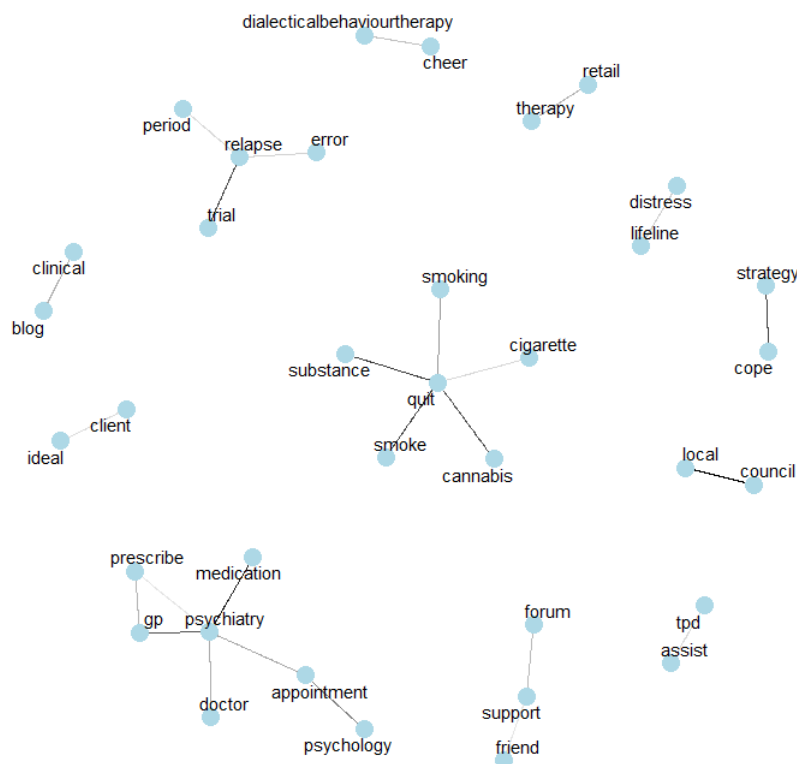 dialecticalbehaviourtherapy
cheer
retail
therapy
period
relapse
error
trial
distress
lifeline
clinical
blog
smoking
strategy
cigarette
substance
cope
quit
client
ideal
smoke
cannabis
local
council
prescribe
medication
gp
psychiatry
forum
tpd
assist
appointment
doctor
support
psychology
friend